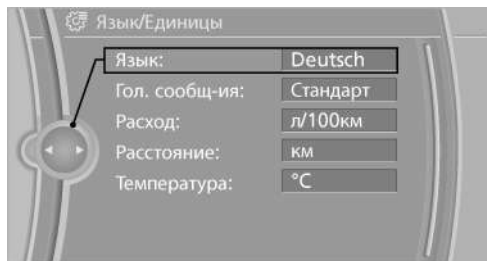 Язык/Единицы
Язык: Deutsch
Гол. сообщ-ия: Стандарт
Расход: л/100км
Расстояние: км
Температура: °C